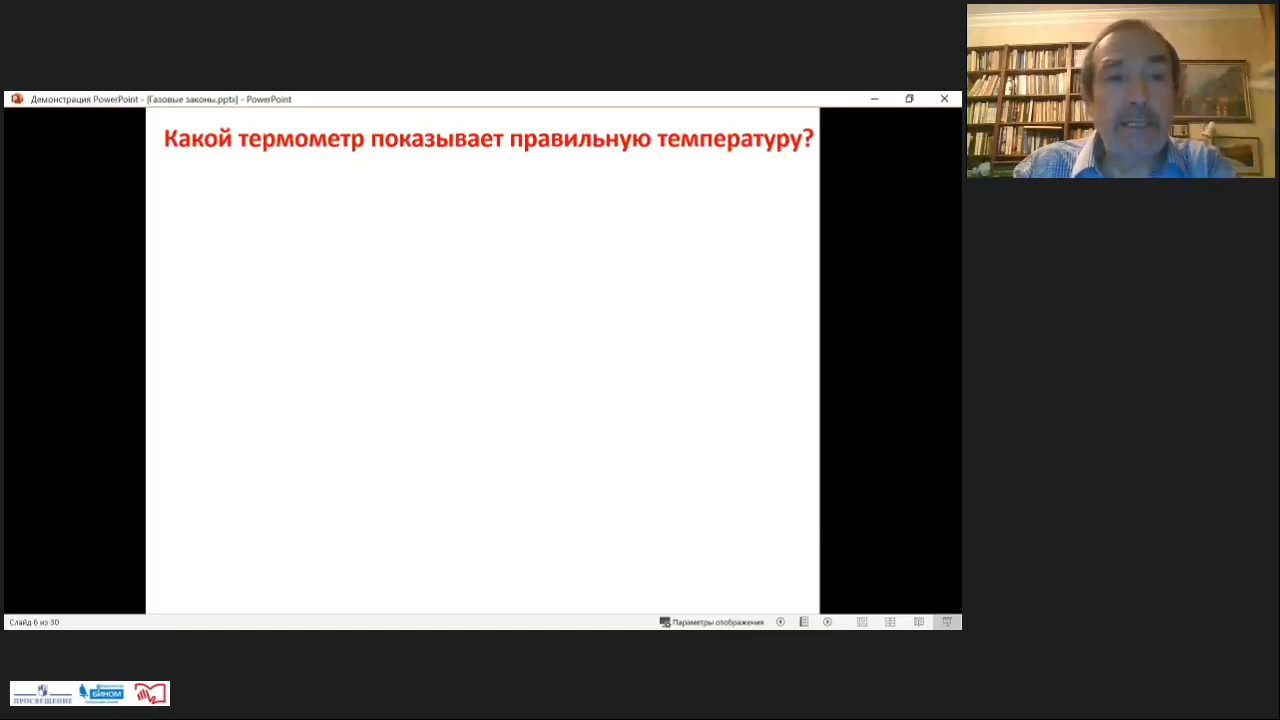 Демонстрация PowerPoint - [Газовые законы.pptx] - PowerPoint
Какой термометр показывает правильную температуру?
Слайд 6 из 30
Параметры отображения
ПРОСВЕЩЕНИЕ
БИНОМ